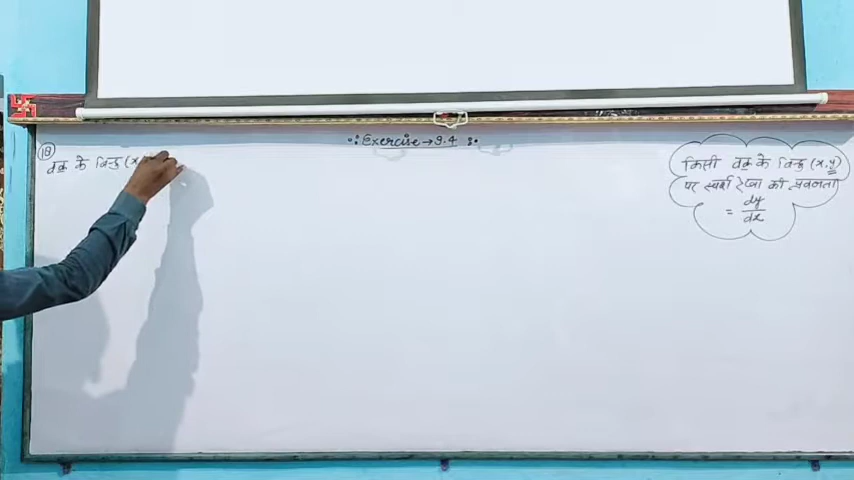 ∴ Exercise → 9.4 ∴
(18) वक्र के बिन्दु (x
किसी वक्र के बिन्दु (x, y)
पर स्पर्श रेखा की प्रवणता
= dy/dx